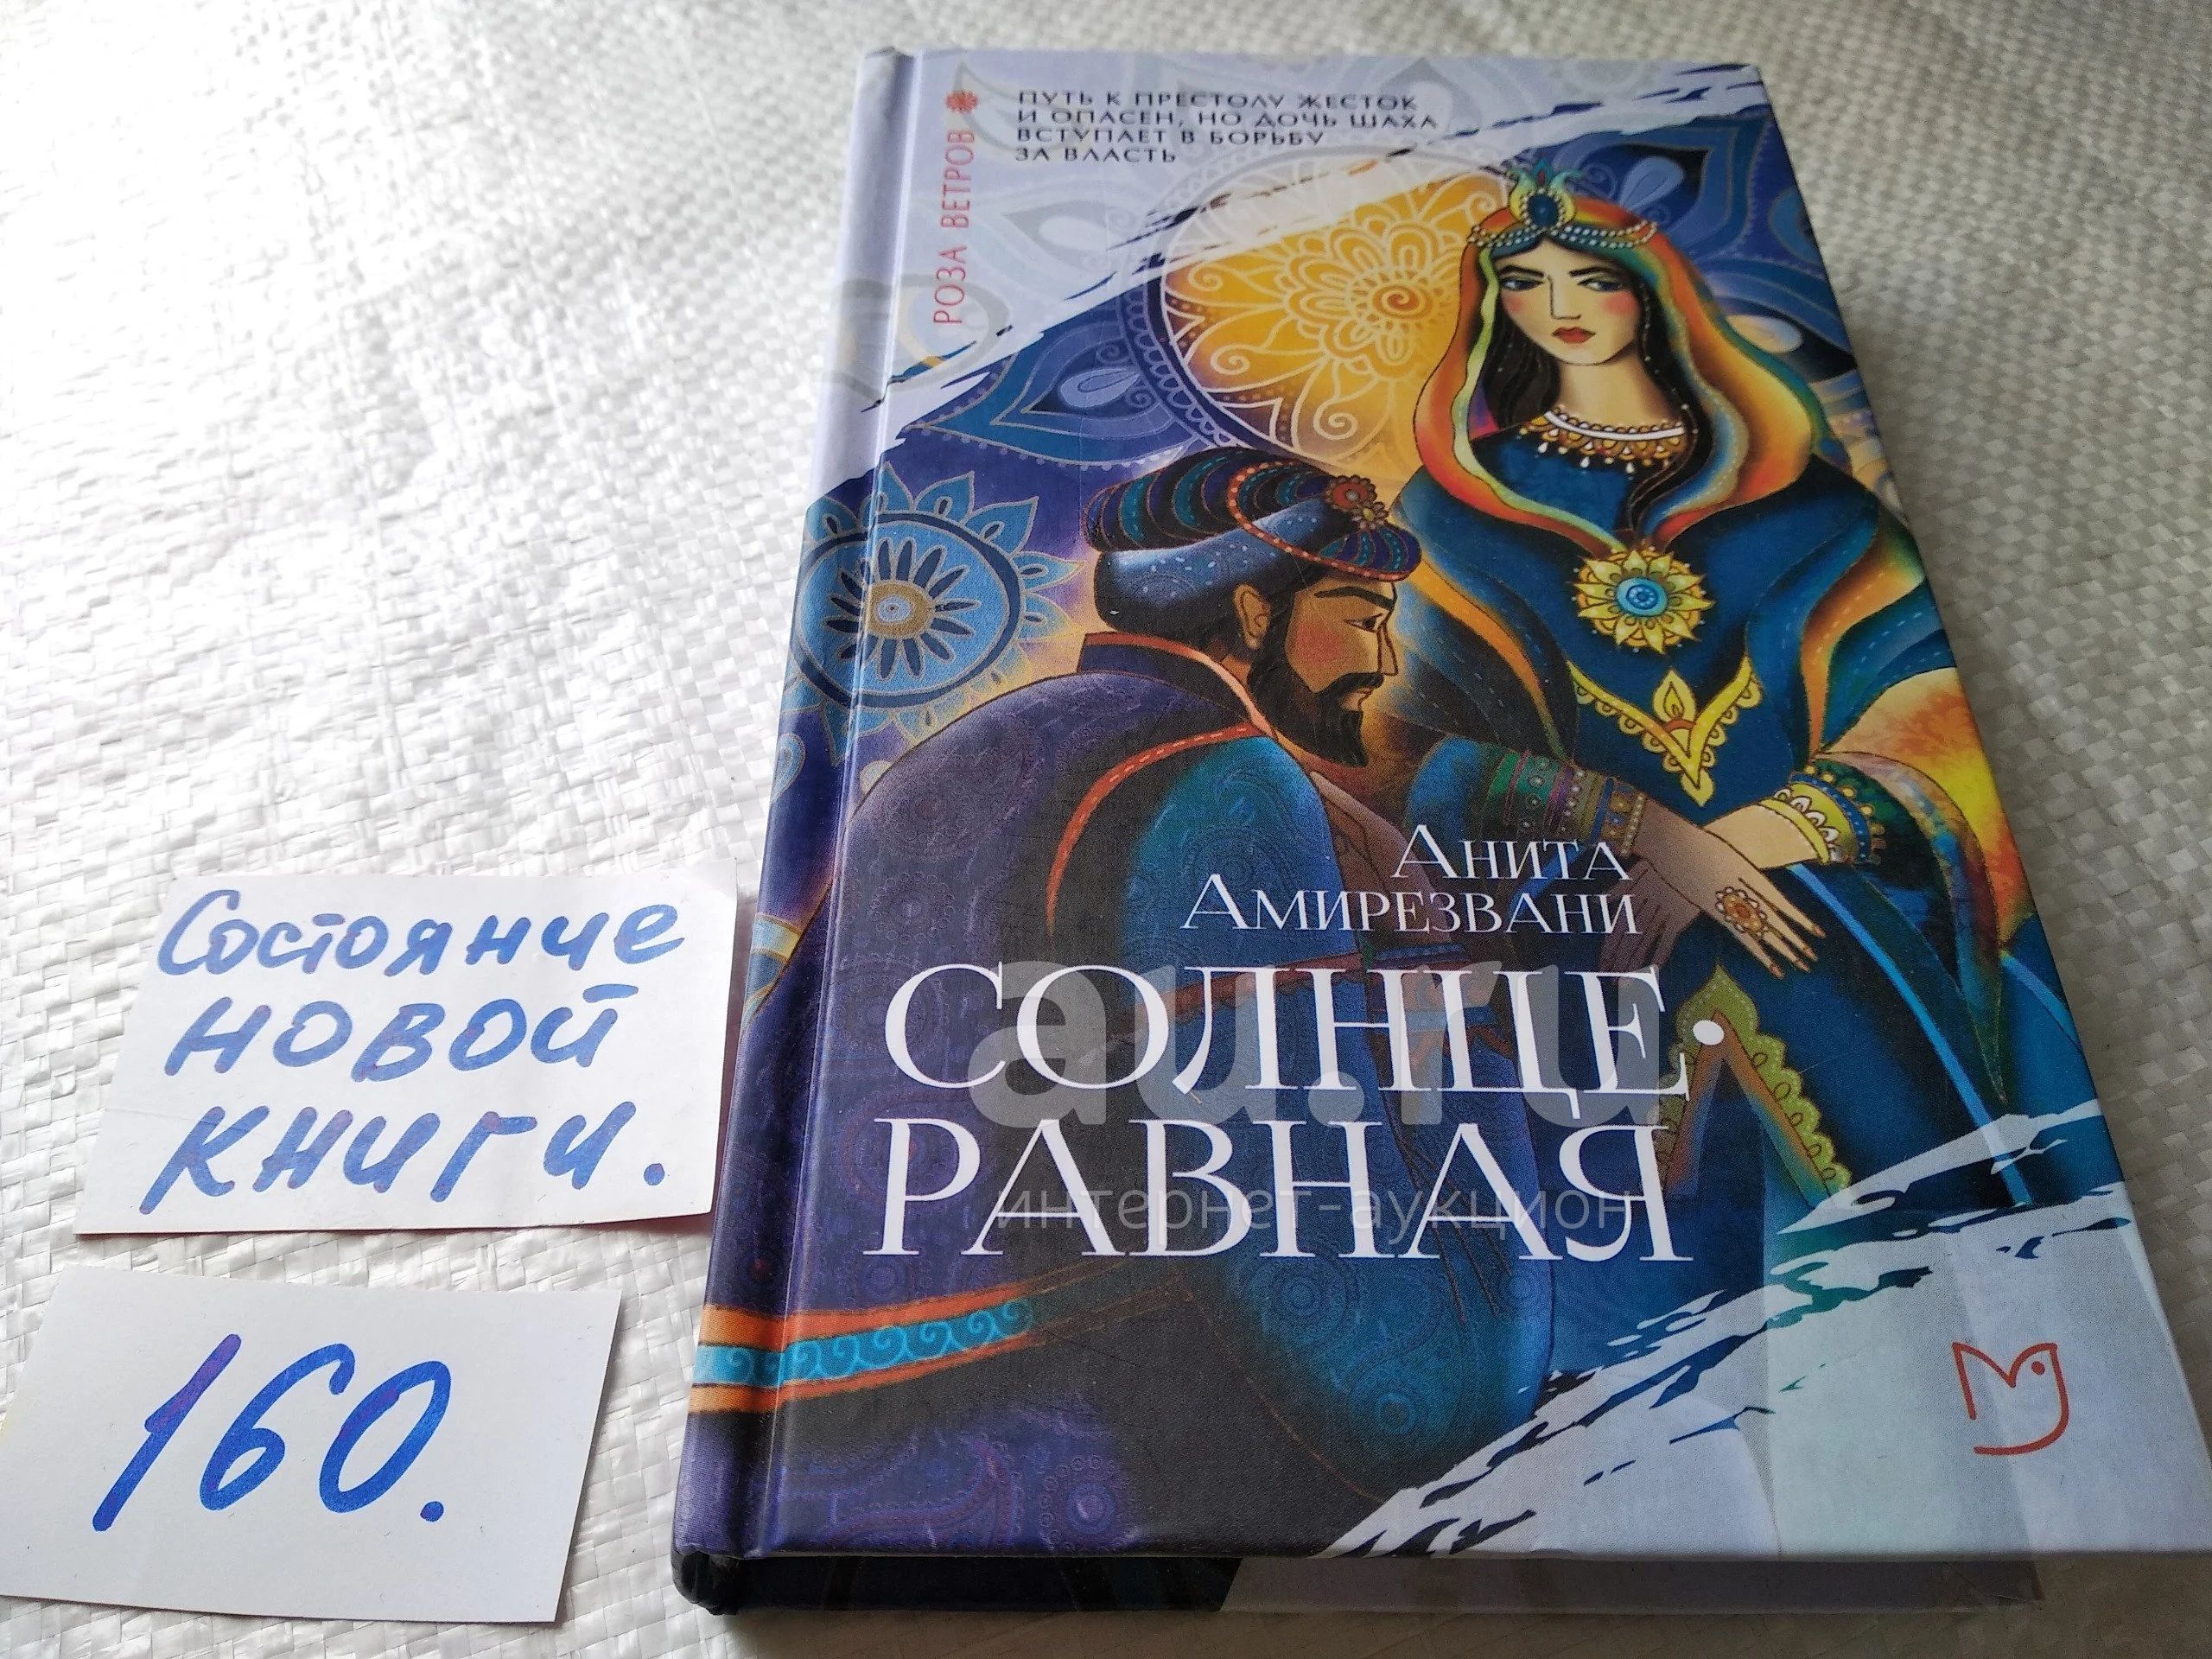 ПУТЬ К ПРЕСТОЛУ ЖЕСТОК
И ОПАСЕН, НО ДОЧЬ ШАХА
ВСТУПАЕТ В БОРЬБУ
ЗА ВЛАСТЬ
РОЗА ВЕТРОВ
АНИТА
АМИРЕЗВАНИ
СОЛНЦЕ·
РАВНАЯ
au.ru
интернет-аукцион
Состояние
новой
книги.
160.